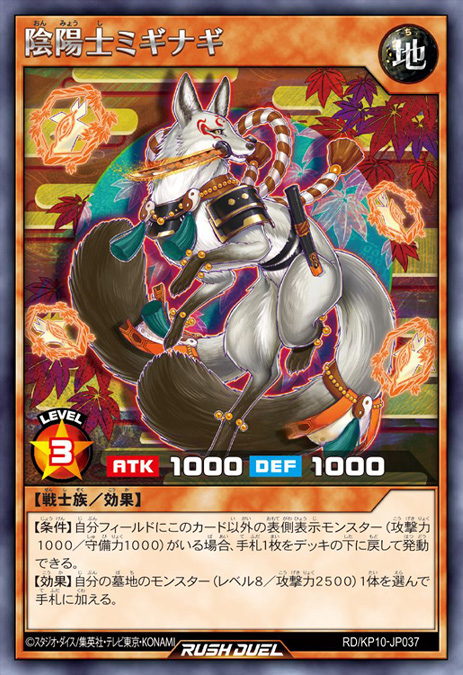 おんみょうじ
陰陽士ミギナギ
ち
地
LEVEL
3
ATK 1000 DEF 1000
【戦士族／効果】
【条件】自分フィールドにこのカード以外の表側表示モンスター（攻撃力
1000／守備力1000）がいる場合、手札1枚をデッキの下に戻して発動
できる。
【効果】自分の墓地のモンスター（レベル8／攻撃力2500）1体を選んで
手札に加える。
©スタジオ・ダイス/集英社・テレビ東京・KONAMI
RUSH DUEL
RD/KP10-JP037